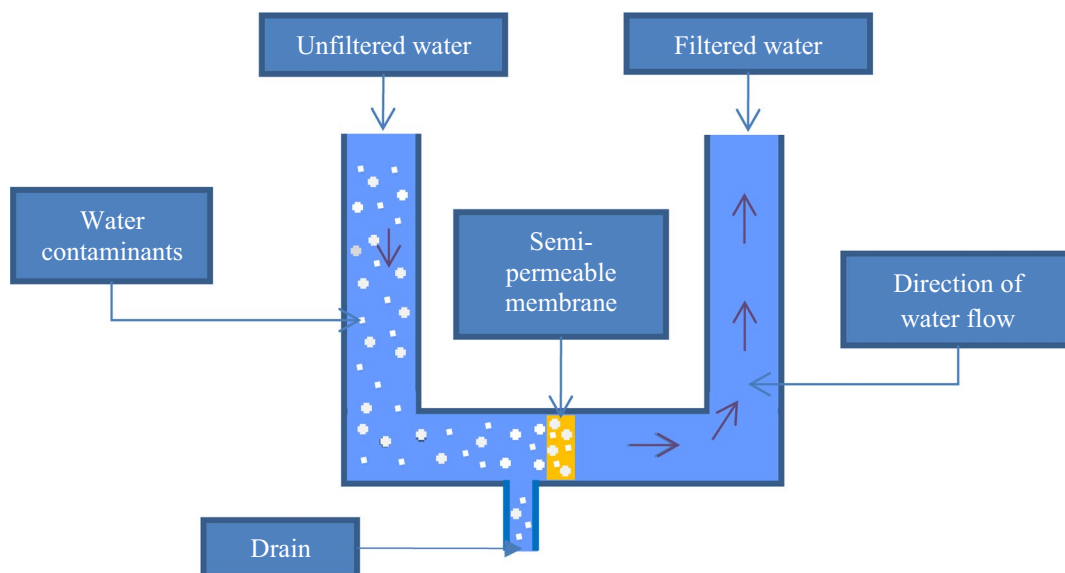 Unfiltered water
Filtered water
Water
contaminants
Semi-
permeable
membrane
Direction of
water flow
Drain